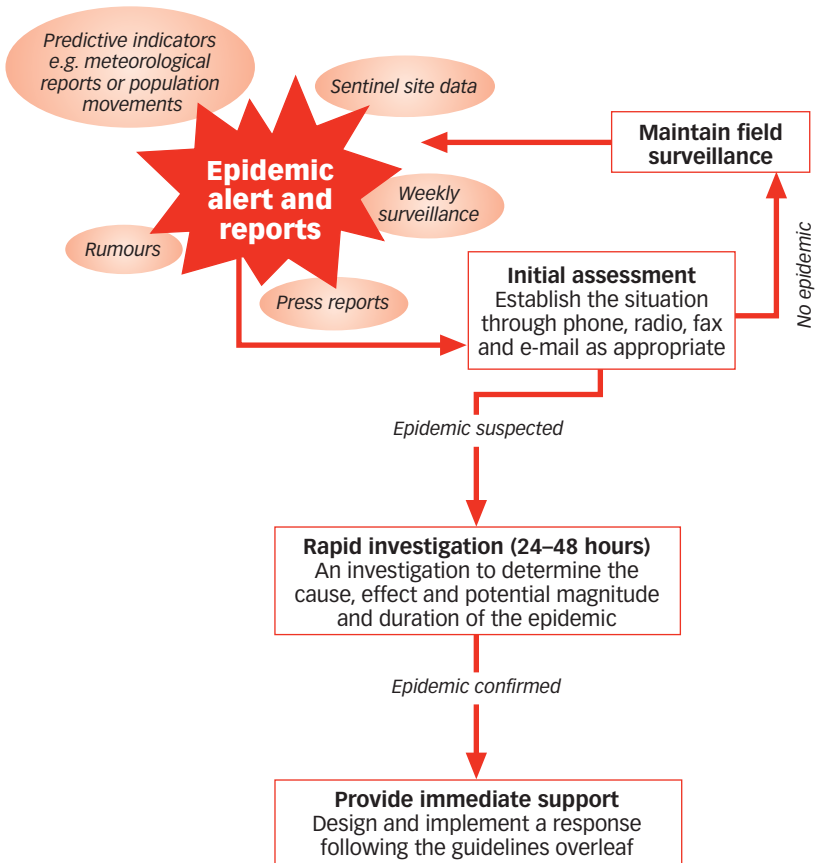 Predictive indicators
e.g. meteorological
reports or population
movements
Sentinel site data
Maintain field
surveillance
Epidemic
alert and
reports
Weekly
surveillance
Rumours
Press reports
Initial assessment
Establish the situation
through phone, radio, fax
and e-mail as appropriate
No epidemic
Epidemic suspected
Rapid investigation (24–48 hours)
An investigation to determine the
cause, effect and potential magnitude
and duration of the epidemic
Epidemic confirmed
Provide immediate support
Design and implement a response
following the guidelines overleaf